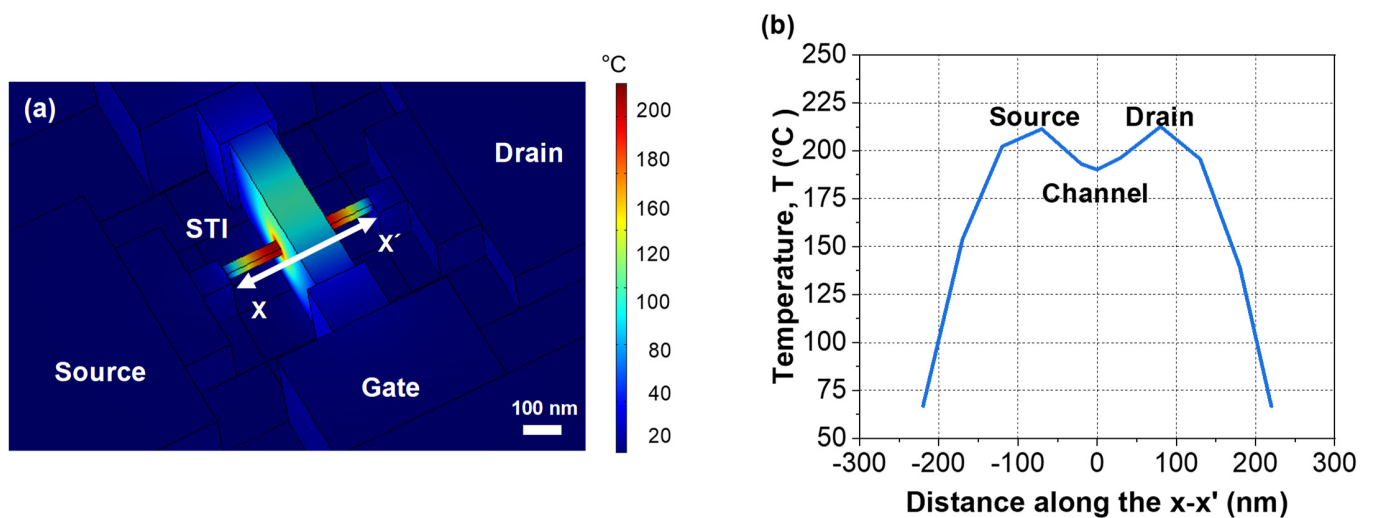 (a)
Drain
STI
X´
X
Source
Gate
100 nm
°C
200
180
160
120
100
80
40
20
(b)
250
225
200
175
150
125
100
75
50
Temperature, T (°C )
Source
Drain
Channel
-300
-200
-100
0
100
200
300
Distance along the x-x' (nm)